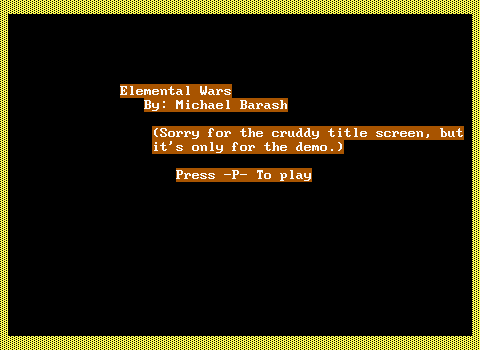 Elemental Wars
By: Michael Barash
(Sorry for the cruddy title screen, but
it's only for the demo.)
Press -P- To play